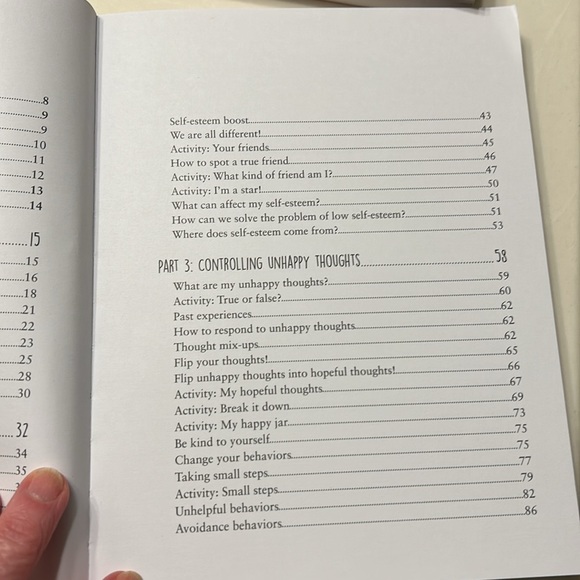 8
9
9
10
11
12
13
14
15
15
16
18
21
22
23
25
28
30
32
34
35
Self-esteem boost 43
We are all different! 44
Activity: Your friends 45
How to spot a true friend 46
Activity: What kind of friend am I? 47
Activity: I'm a star! 50
What can affect my self-esteem? 51
How can we solve the problem of low self-esteem? 51
Where does self-esteem come from? 53
PART 3: CONTROLLING UNHAPPY THOUGHTS 58
What are my unhappy thoughts? 59
Activity: True or false? 60
Past experiences 62
How to respond to unhappy thoughts 62
Thought mix-ups 62
Flip your thoughts! 65
Flip unhappy thoughts into hopeful thoughts! 66
Activity: My hopeful thoughts 67
Activity: Break it down 69
Activity: My happy jar 73
Be kind to yourself 75
Change your behaviors 75
Taking small steps 77
Activity: Small steps 79
Unhelpful behaviors 82
Avoidance behaviors 86